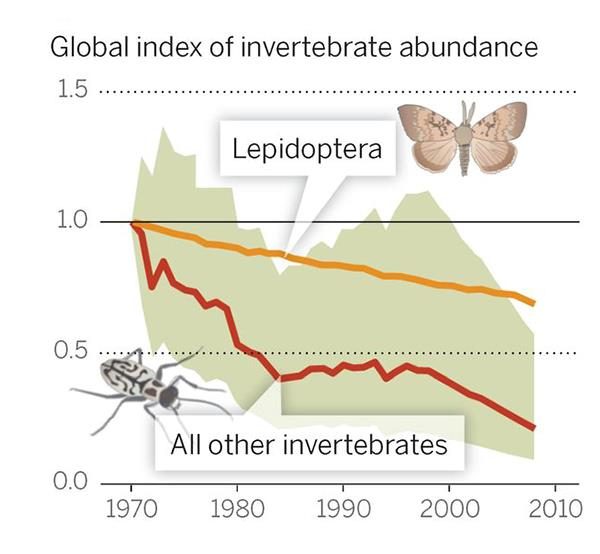 Global index of invertebrate abundance
1.5
Lepidoptera
1.0
0.5
All other invertebrates
0.0
1970 1980 1990 2000 2010